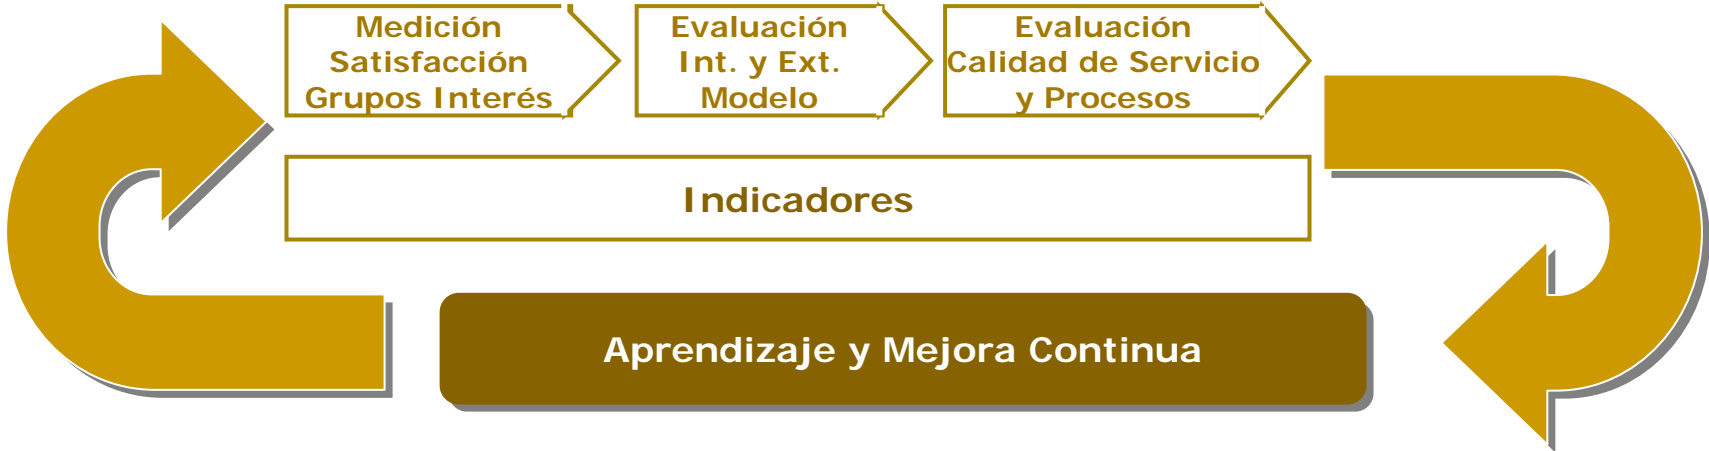 Medición
Satisfacción
Grupos Interés
Evaluación
Int. y Ext.
Modelo
Evaluación
Calidad de Servicio
y Procesos
Indicadores
Aprendizaje y Mejora Continua